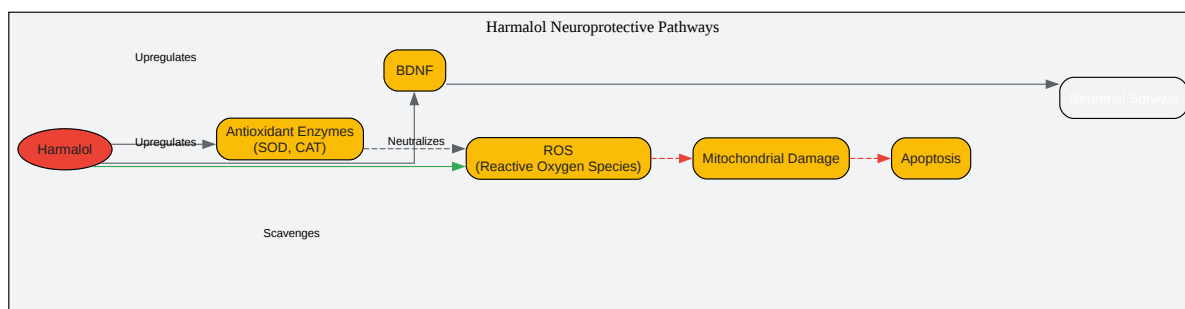 Harmalol Neuroprotective Pathways
Upregulates
BDNF
Neuronal Survival
Harmalol
Upregulates
Antioxidant Enzymes
(SOD, CAT)
Neutralizes
ROS
(Reactive Oxygen Species)
Mitochondrial Damage
Apoptosis
Scavenges